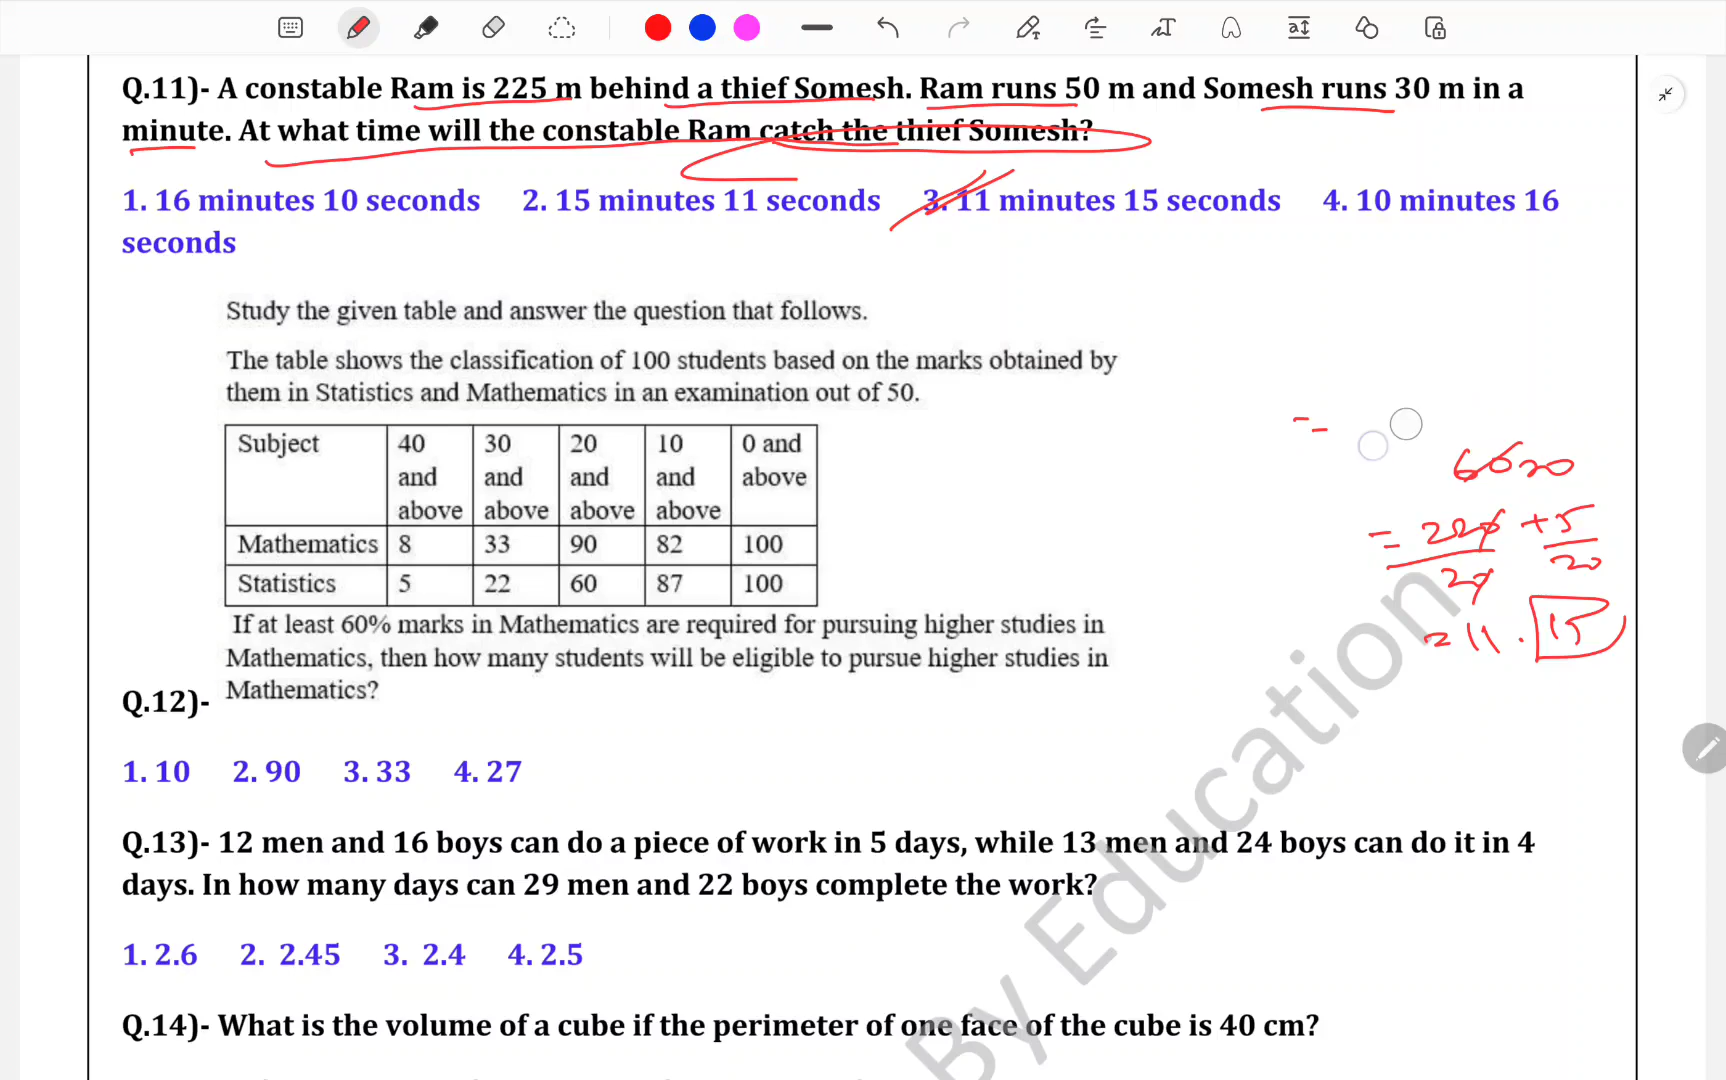 Q.11)- A constable Ram is 225 m behind a thief Somesh. Ram runs 50 m and Somesh runs 30 m in a
minute. At what time will the constable Ram catch the thief Somesh?
1. 16 minutes 10 seconds 2. 15 minutes 11 seconds 3. 11 minutes 15 seconds 4. 10 minutes 16
seconds
Study the given table and answer the question that follows.
The table shows the classification of 100 students based on the marks obtained by
them in Statistics and Mathematics in an examination out of 50.
Subject 40 and above 30 and above 20 and above 10 and above 0 and above
Mathematics 8 33 90 82 100
Statistics 5 22 60 87 100
If at least 60% marks in Mathematics are required for pursuing higher studies in
Mathematics, then how many students will be eligible to pursue higher studies in
Mathematics?
Q.12)-
1. 10 2. 90 3. 33 4. 27
= 220 + 5
20 20
= 11 . 15
Q.13)- 12 men and 16 boys can do a piece of work in 5 days, while 13 men and 24 boys can do it in 4
days. In how many days can 29 men and 22 boys complete the work?
1. 2.6 2. 2.45 3. 2.4 4. 2.5
Q.14)- What is the volume of a cube if the perimeter of one face of the cube is 40 cm?
By Education